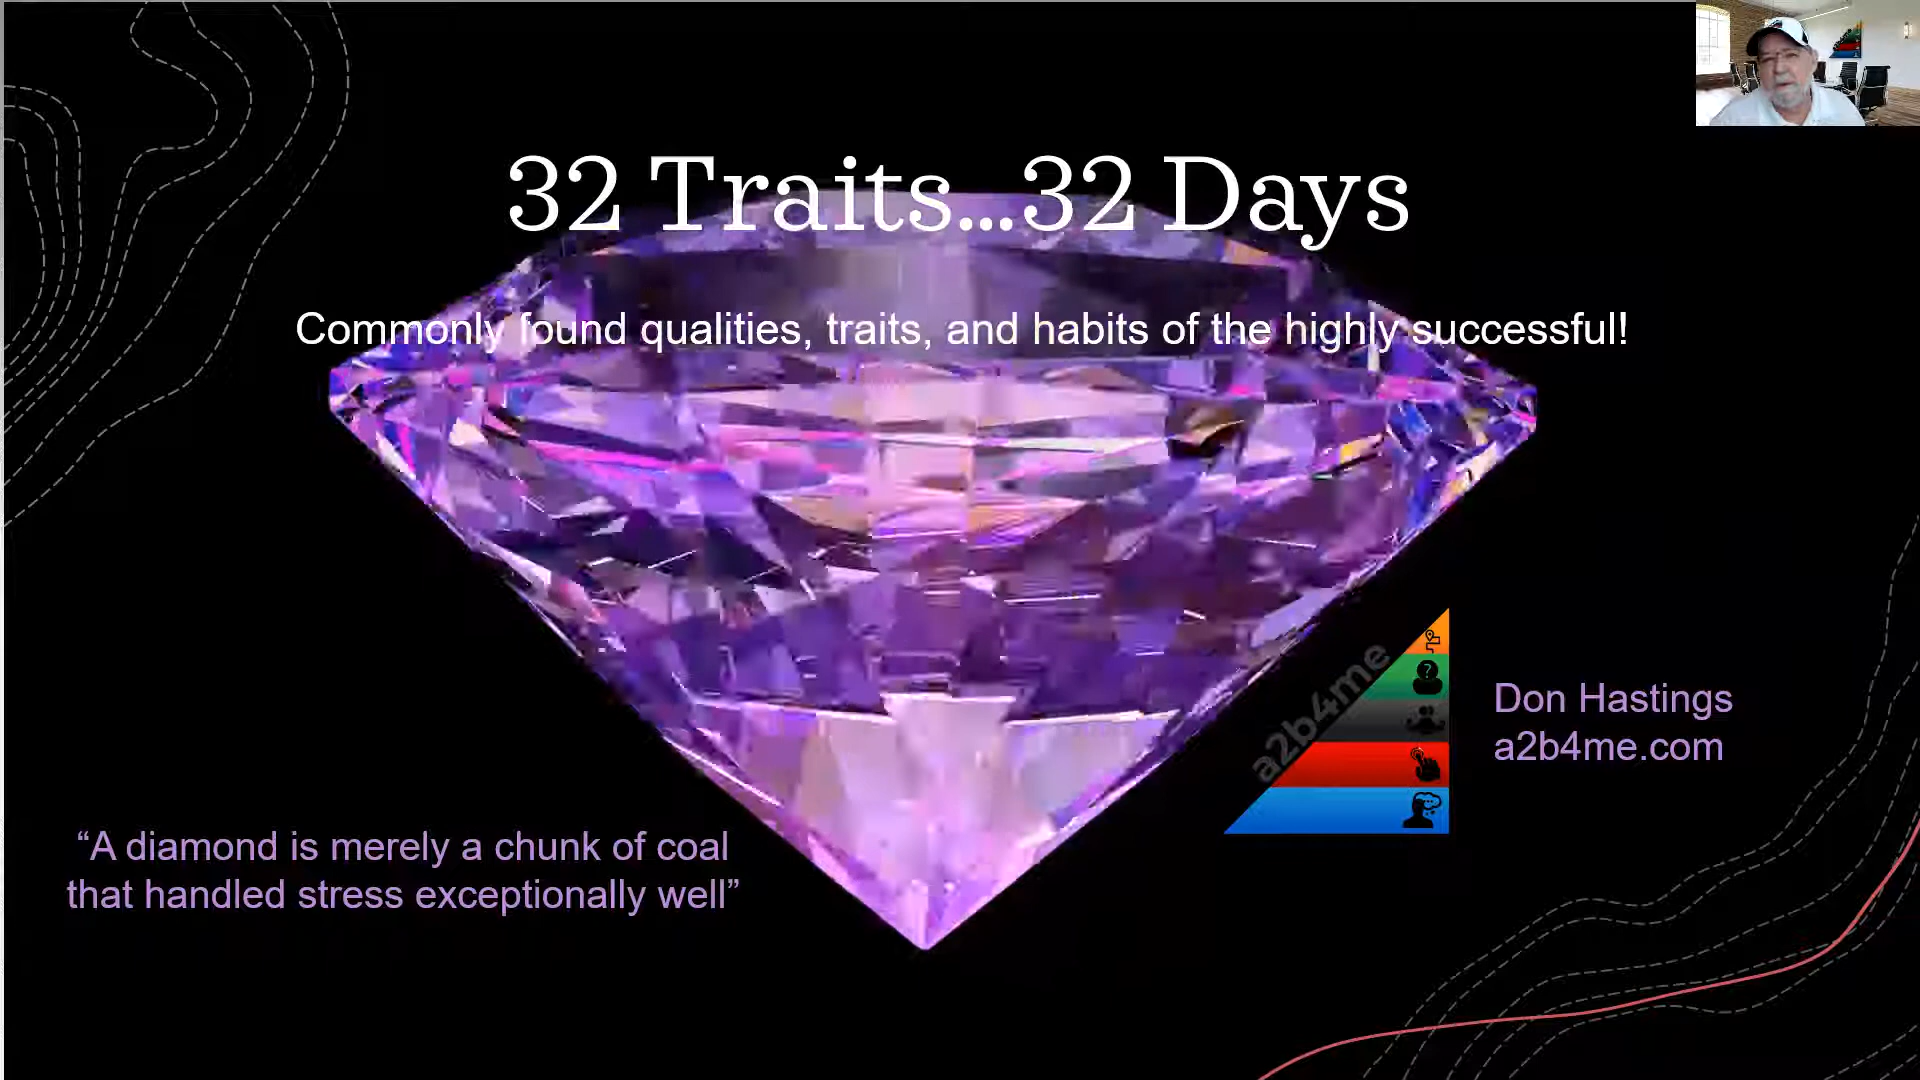 32 Traits...32 Days
Commonly found qualities, traits, and habits of the highly successful!
a2b4me
?
Don Hastings
a2b4me.com
“A diamond is merely a chunk of coal
that handled stress exceptionally well”